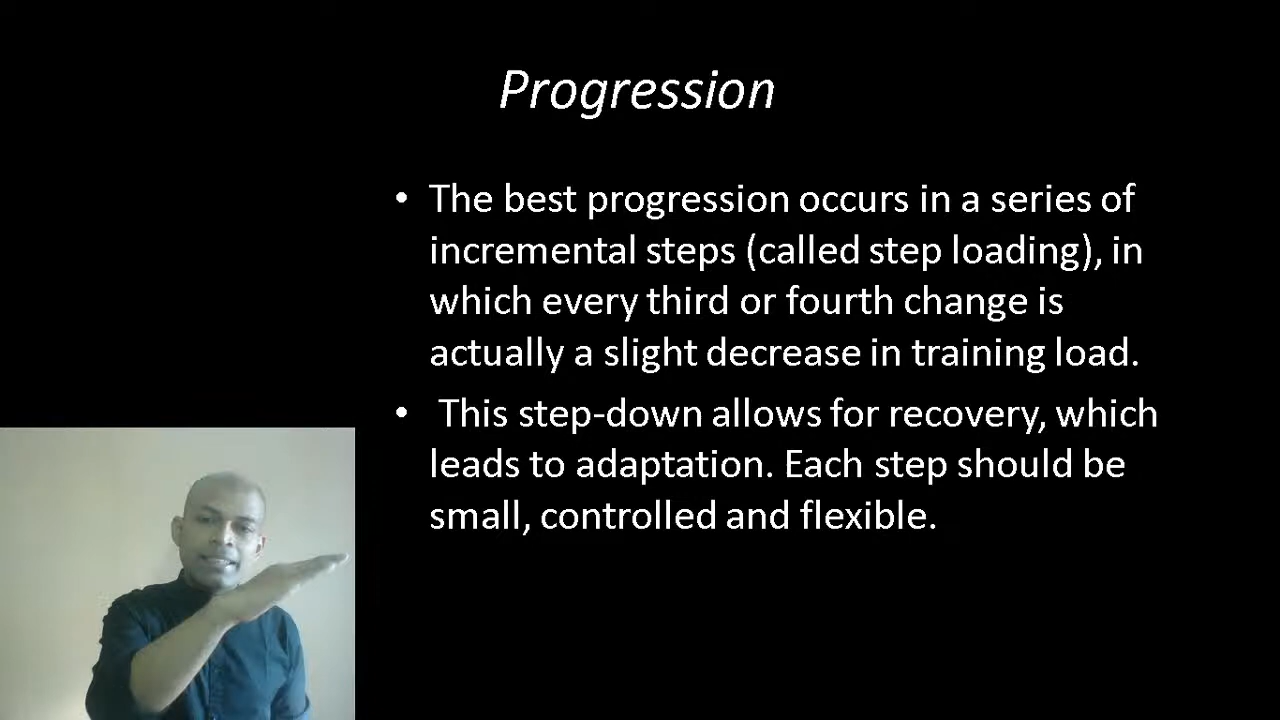 Progression
• The best progression occurs in a series of
incremental steps (called step loading), in
which every third or fourth change is
actually a slight decrease in training load.
• This step-down allows for recovery, which
leads to adaptation. Each step should be
small, controlled and flexible.